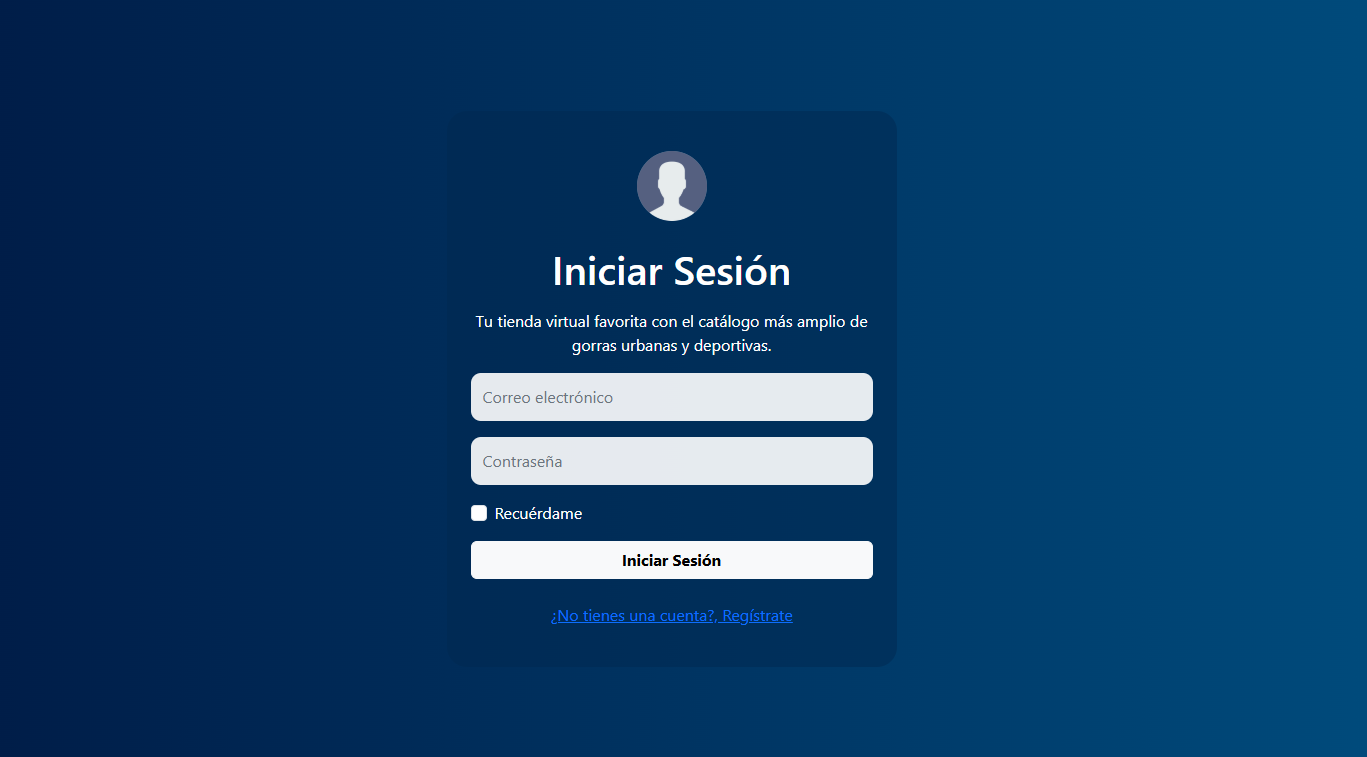 Iniciar Sesión
Tu tienda virtual favorita con el catálogo más amplio de
gorras urbanas y deportivas.
Correo electrónico
Contraseña
Recuérdame
Iniciar Sesión
¿No tienes una cuenta?, Regístrate